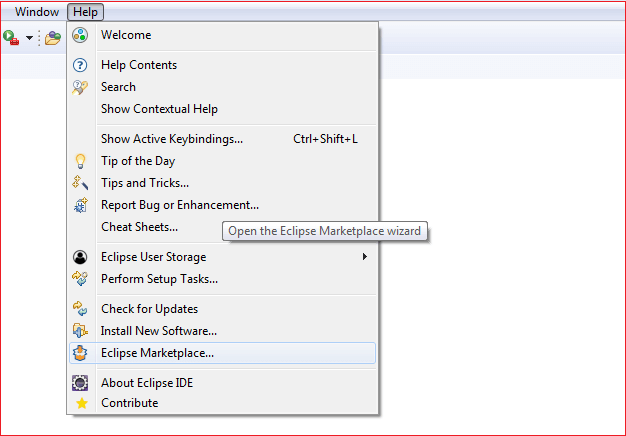 Window Help
Welcome
Help Contents
Search
Show Contextual Help
Show Active Keybindings... Ctrl+Shift+L
Tip of the Day
Tips and Tricks...
Report Bug or Enhancement...
Cheat Sheets...
Open the Eclipse Marketplace wizard
Eclipse User Storage
Perform Setup Tasks...
Check for Updates
Install New Software...
Eclipse Marketplace...
About Eclipse IDE
Contribute